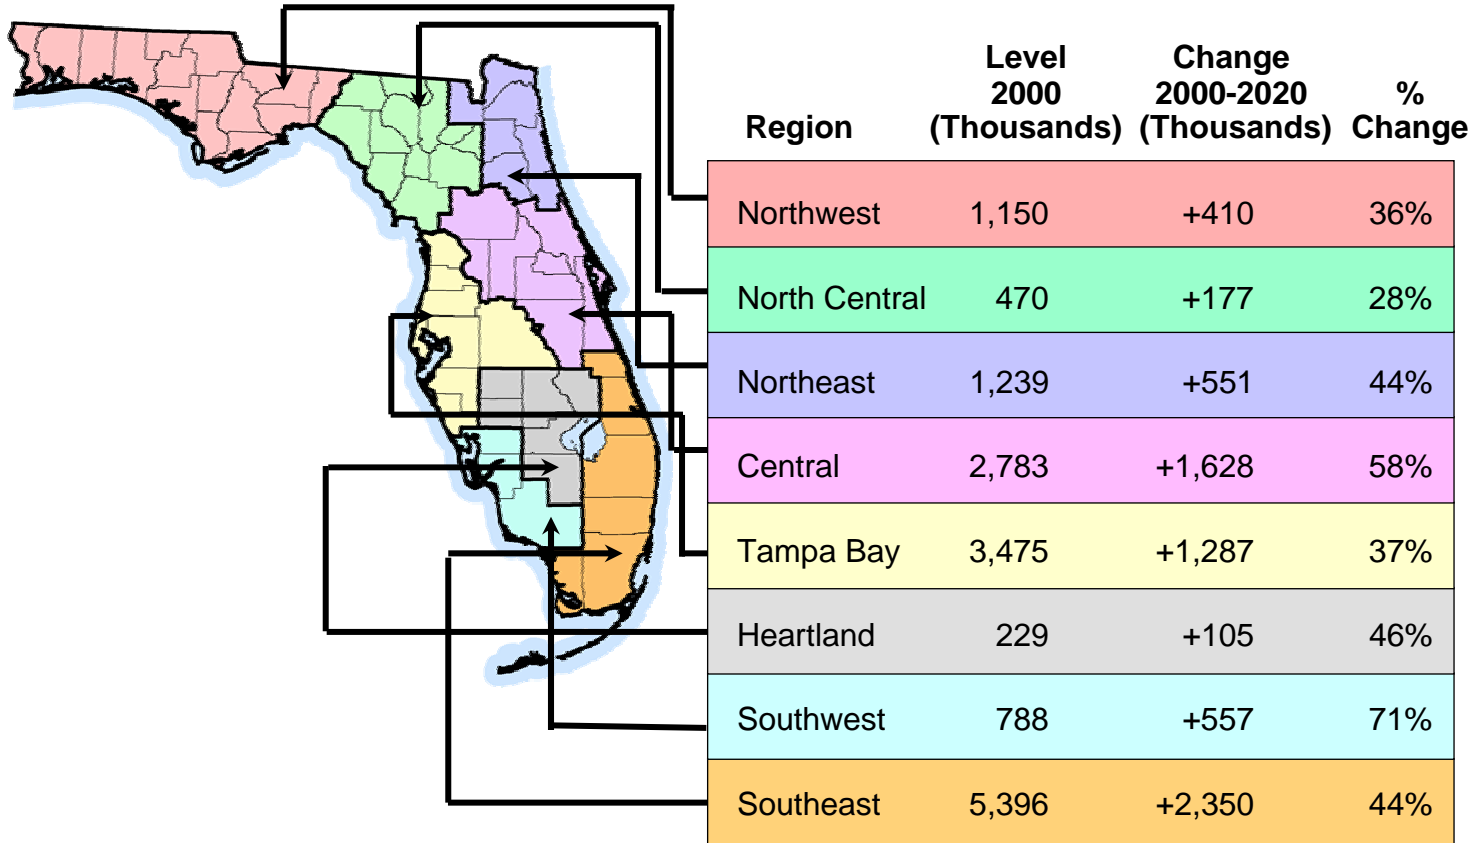 Region Level 2000 (Thousands) Change 2000-2020 (Thousands) % Change
Northwest 1,150 +410 36%
North Central 470 +177 28%
Northeast 1,239 +551 44%
Central 2,783 +1,628 58%
Tampa Bay 3,475 +1,287 37%
Heartland 229 +105 46%
Southwest 788 +557 71%
Southeast 5,396 +2,350 44%